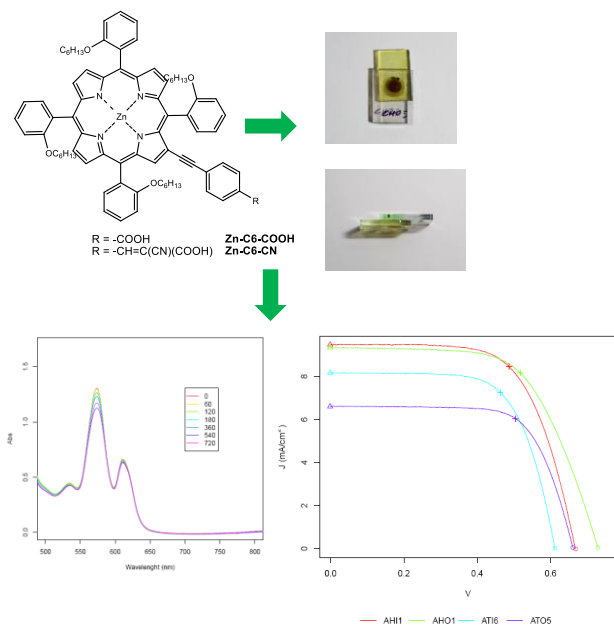 C6H13O
C6H13O
N
N
Zn
N
N
OC6H13
OC6H13
C6H13O
R
R = -COOH Zn-C6-COOH
R = -CH=C(CN)(COOH) Zn-C6-CN
Abs
1.5
1.0
0.5
0.0
0
60
120
180
360
540
720
500 550 600 650 700 750 800
Wavelenght (nm)
J (mA/cm²)
8
6
4
2
0
0.0 0.2 0.4 0.6
V
AHI1 AHO1 ATI6 ATO5